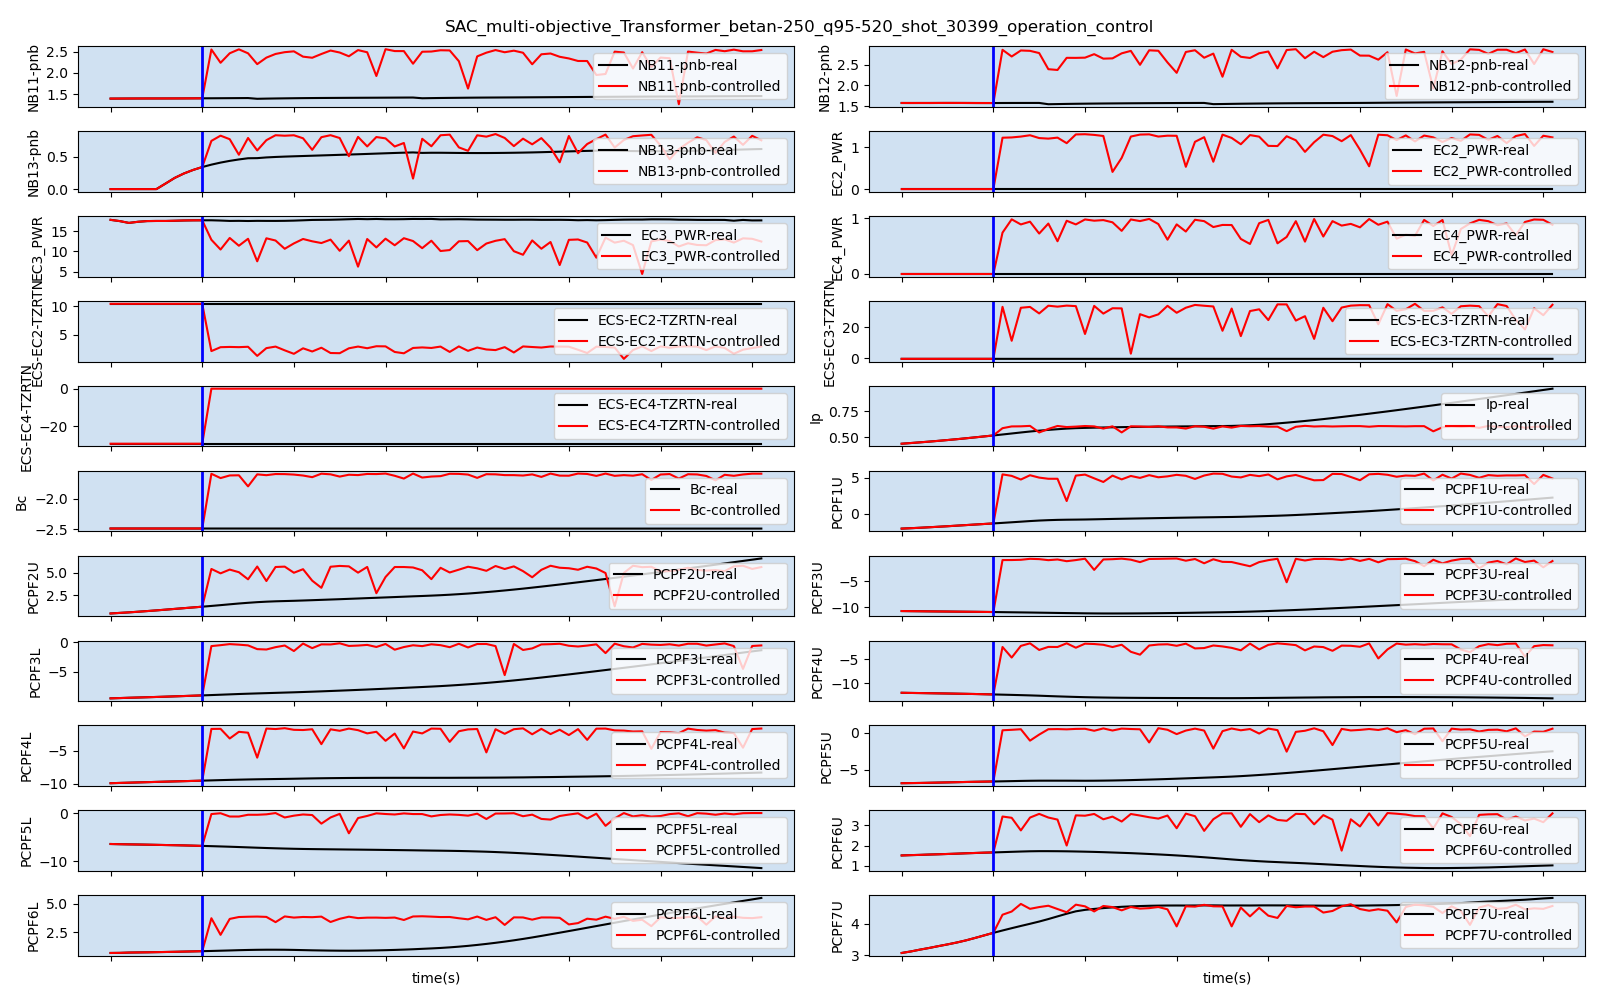 SAC_multi-objective_Transformer_betan-250_q95-520_shot_30399_operation_control
NB11-pnb
2.5
2.0
1.5
NB11-pnb-real
NB11-pnb-controlled
NB12-pnb
2.5
2.0
1.5
NB12-pnb-real
NB12-pnb-controlled
NB13-pnb
0.5
0.0
NB13-pnb-real
NB13-pnb-controlled
EC2_PWR
1
0
EC2_PWR-real
EC2_PWR-controlled
EC3_PWR
15
10
5
EC3_PWR-real
EC3_PWR-controlled
EC4_PWR
1
0
EC4_PWR-real
EC4_PWR-controlled
ECS-EC2-TZRTN
10
5
ECS-EC2-TZRTN-real
ECS-EC2-TZRTN-controlled
ECS-EC3-TZRTN
20
0
ECS-EC3-TZRTN-real
ECS-EC3-TZRTN-controlled
ECS-EC4-TZRTN
0
−20
ECS-EC4-TZRTN-real
ECS-EC4-TZRTN-controlled
Ip
0.75
0.50
Ip-real
Ip-controlled
Bc
−2.0
−2.5
Bc-real
Bc-controlled
PCPF1U
5
0
PCPF1U-real
PCPF1U-controlled
PCPF2U
5.0
2.5
PCPF2U-real
PCPF2U-controlled
PCPF3U
−5
−10
PCPF3U-real
PCPF3U-controlled
PCPF3L
0
−5
PCPF3L-real
PCPF3L-controlled
PCPF4U
−5
−10
PCPF4U-real
PCPF4U-controlled
PCPF4L
−5
−10
PCPF4L-real
PCPF4L-controlled
PCPF5U
0
−5
PCPF5U-real
PCPF5U-controlled
PCPF5L
0
−10
PCPF5L-real
PCPF5L-controlled
PCPF6U
3
2
1
PCPF6U-real
PCPF6U-controlled
PCPF6L
5.0
2.5
PCPF6L-real
PCPF6L-controlled
time(s)
PCPF7U
4
3
PCPF7U-real
PCPF7U-controlled
time(s)